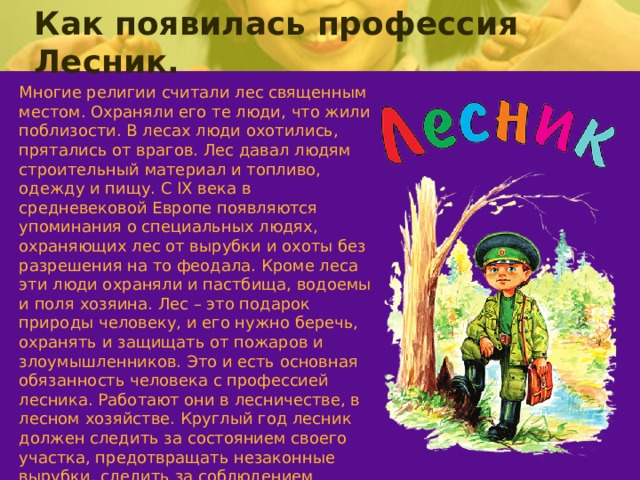 Как появилась профессия
Лесник.
Многие религии считали лес священным
местом. Охраняли его те люди, что жили
поблизости. В лесах люди охотились,
прятались от врагов. Лес давал людям
строительный материал и топливо,
одежду и пищу. С IX века в
средневековой Европе появляются
упоминания о специальных людях,
охраняющих лес от вырубки и охоты без
разрешения на то феодала. Кроме леса
эти люди охраняли и пастбища, водоемы
и поля хозяина. Лес – это подарок
природы человеку, и его нужно беречь,
охранять и защищать от пожаров и
злоумышленников. Это и есть основная
обязанность человека с профессией
лесника. Работают они в лесничестве, в
лесном хозяйстве. Круглый год лесник
должен следить за состоянием своего
участка, предотвращать незаконные
вырубки, следить за соблюдением
Лесник